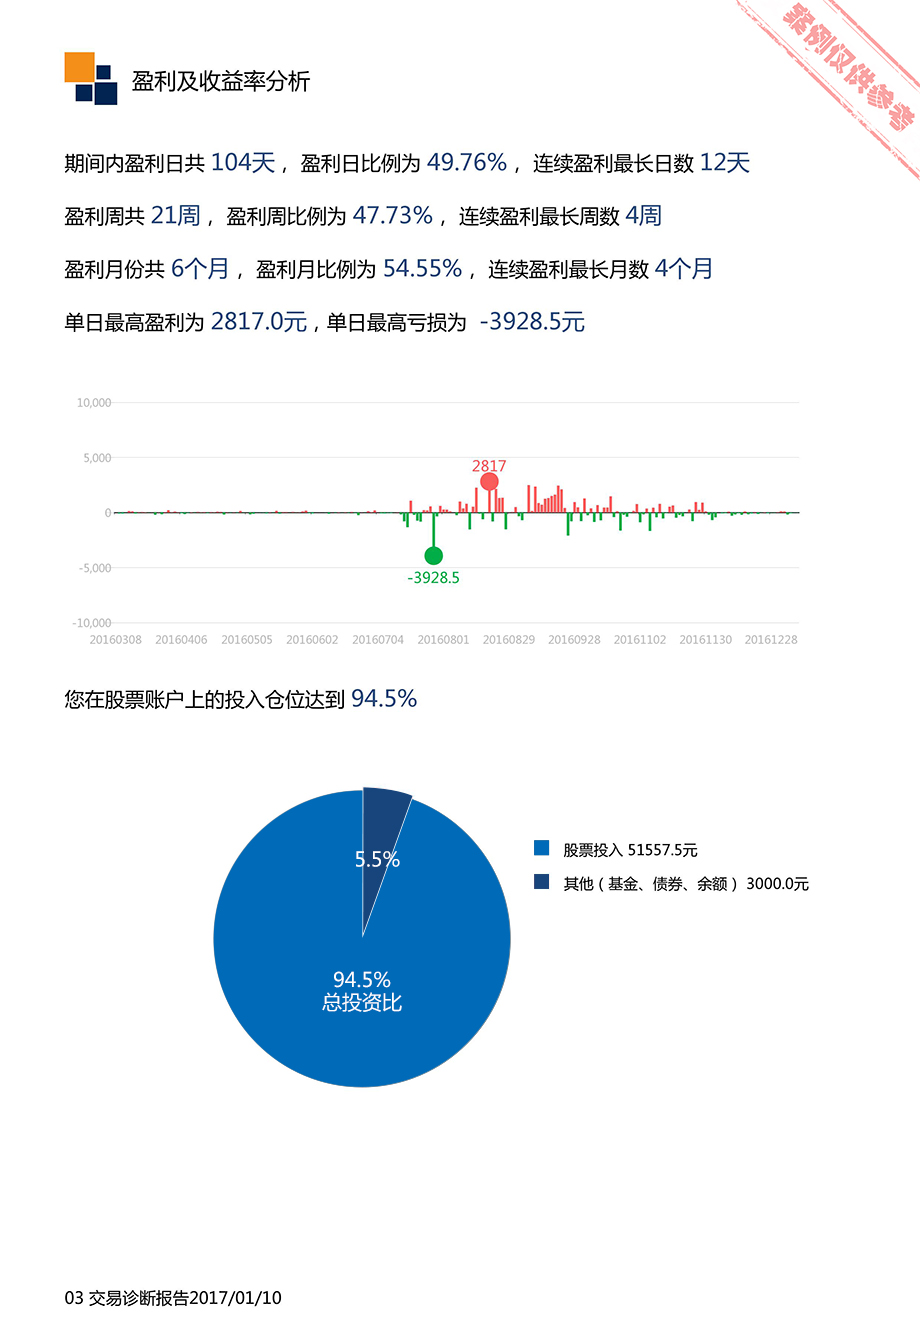 案例仅供参考
盈利及收益率分析
期间内盈利日共 104天 ，盈利日比例为 49.76% ，连续盈利最长日数 12天
盈利周共 21周 ，盈利周比例为 47.73% ，连续盈利最长周数 4周
盈利月份共 6个月 ，盈利月比例为 54.55% ，连续盈利最长月数 4个月
单日最高盈利为 2817.0元 , 单日最高亏损为 -3928.5元
10,000
5,000
2817
0
-5,000
-3928.5
-10,000
20160308 20160406 20160505 20160602 20160704 20160801 20160829 20160928 20161102 20161130 20161228
您在股票账户上的投入仓位达到 94.5%
股票投入 51557.5元
5.5%
其他（基金、债券、余额） 3000.0元
94.5%
总投资比
03 交易诊断报告2017/01/10